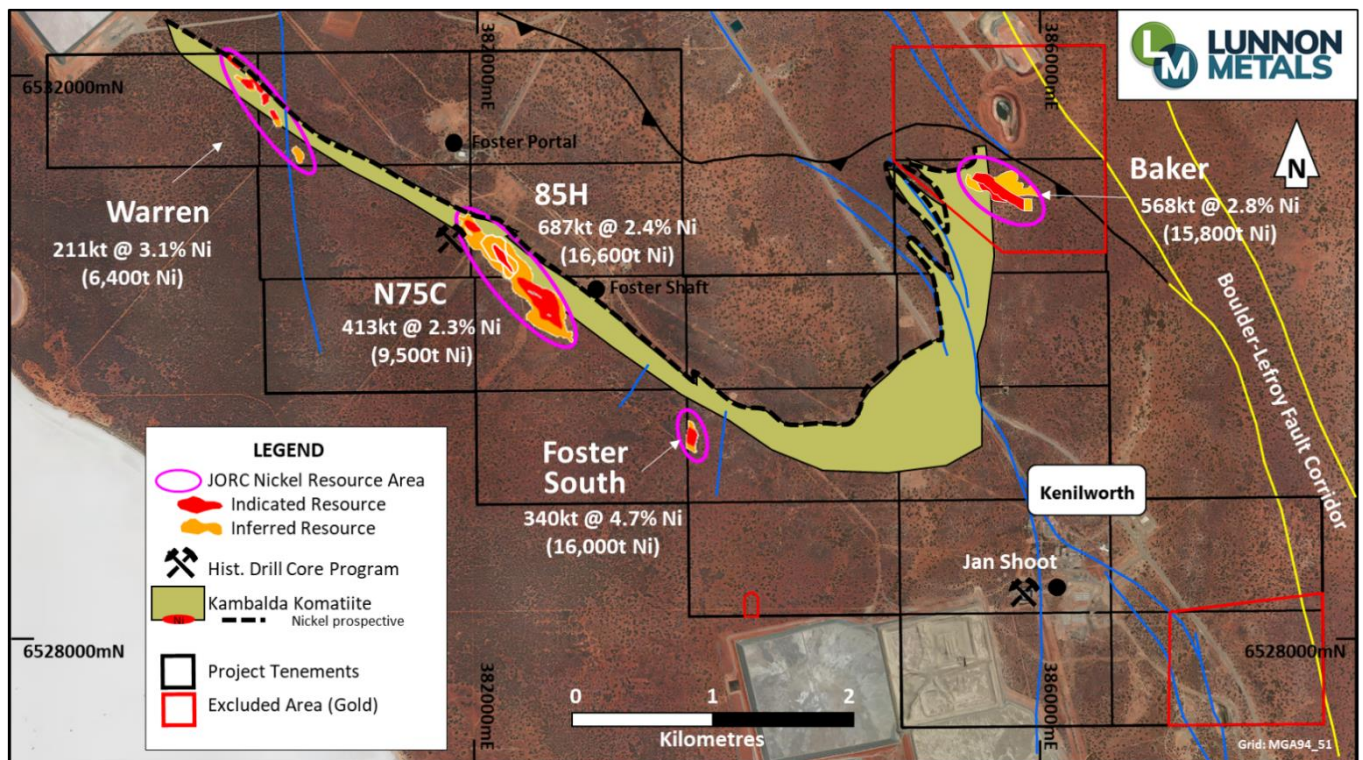 LUNNON
METALS
LM
6532000mN
382000mE
386000mE
Foster Portal
N
Warren
211kt @ 3.1% Ni
(6,400t Ni)
85H
687kt @ 2.4% Ni
(16,600t Ni)
Baker
568kt @ 2.8% Ni
(15,800t Ni)
Foster Shaft
N75C
413kt @ 2.3% Ni
(9,500t Ni)
Boulder-Lefroy Fault Corridor
Foster
South
340kt @ 4.7% Ni
(16,000t Ni)
Kenilworth
Jan Shoot
LEGEND
JORC Nickel Resource Area
Indicated Resource
Inferred Resource
Hist. Drill Core Program
Kambalda Komatiite
Ni
Nickel prospective
Project Tenements
Excluded Area (Gold)
6528000mN
6528000mN
382000mE
386000mE
0 1 2
Kilometres
Grid: MGA94_51